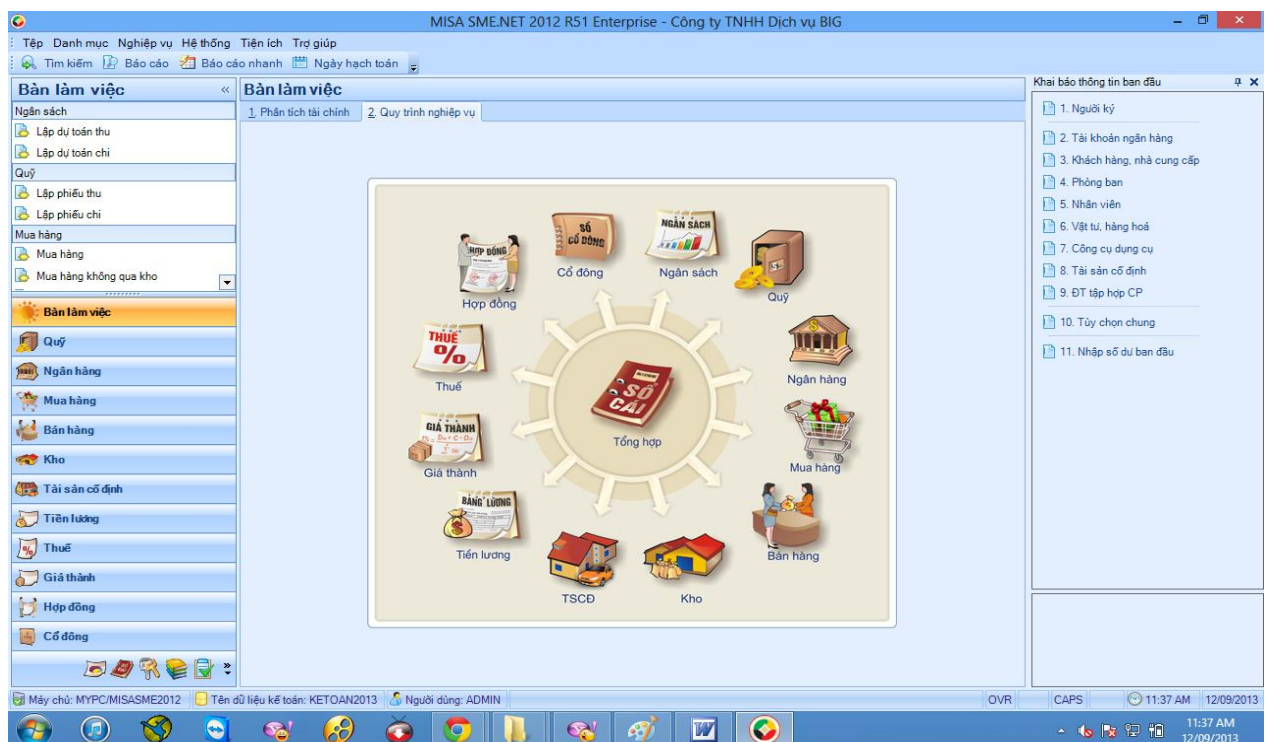 MISA SME.NET 2012 R51 Enterprise - Công ty TNHH Dịch vụ BIG
Tệp Danh mục Nghiệp vụ Hệ thống Tiện ích Trợ giúp
Tìm kiếm Báo cáo Báo cáo nhanh Ngày hạch toán
Bàn làm việc «
Ngân sách
Lập dự toán thu
Lập dự toán chi
Quỹ
Lập phiếu thu
Lập phiếu chi
Mua hàng
Mua hàng
Mua hàng không qua kho
Bàn làm việc
Quỹ
Ngân hàng
Mua hàng
Bán hàng
Kho
Tài sản cố định
Tiền lương
Thuế
Giá thành
Hợp đồng
Cổ đông
Bàn làm việc
1. Phân tích tài chính 2. Quy trình nghiệp vụ
HỢP ĐỒNG
Hợp đồng
SỔ CỔ ĐÔNG
Cổ đông
NGÂN SÁCH
Ngân sách
Quỹ
THUẾ %
Thuế
Ngân hàng
SỔ CÁI
Tổng hợp
GIÁ THÀNH
Giá thành
Mua hàng
BẢNG LƯƠNG
Tiền lương
TSCĐ
Kho
Bán hàng
Khai báo thông tin ban đầu
1. Người ký
2. Tài khoản ngân hàng
3. Khách hàng, nhà cung cấp
4. Phòng ban
5. Nhân viên
6. Vật tư, hàng hoá
7. Công cụ dụng cụ
8. Tài sản cố định
9. ĐT tập hợp CP
10. Tùy chọn chung
11. Nhập số dư ban đầu
Máy chủ: MYPC/MISASME2012 Tên dữ liệu kế toán: KETOAN2013 Người dùng: ADMIN OVR CAPS 11:37 AM 12/09/2013
11:37 AM
12/09/2013